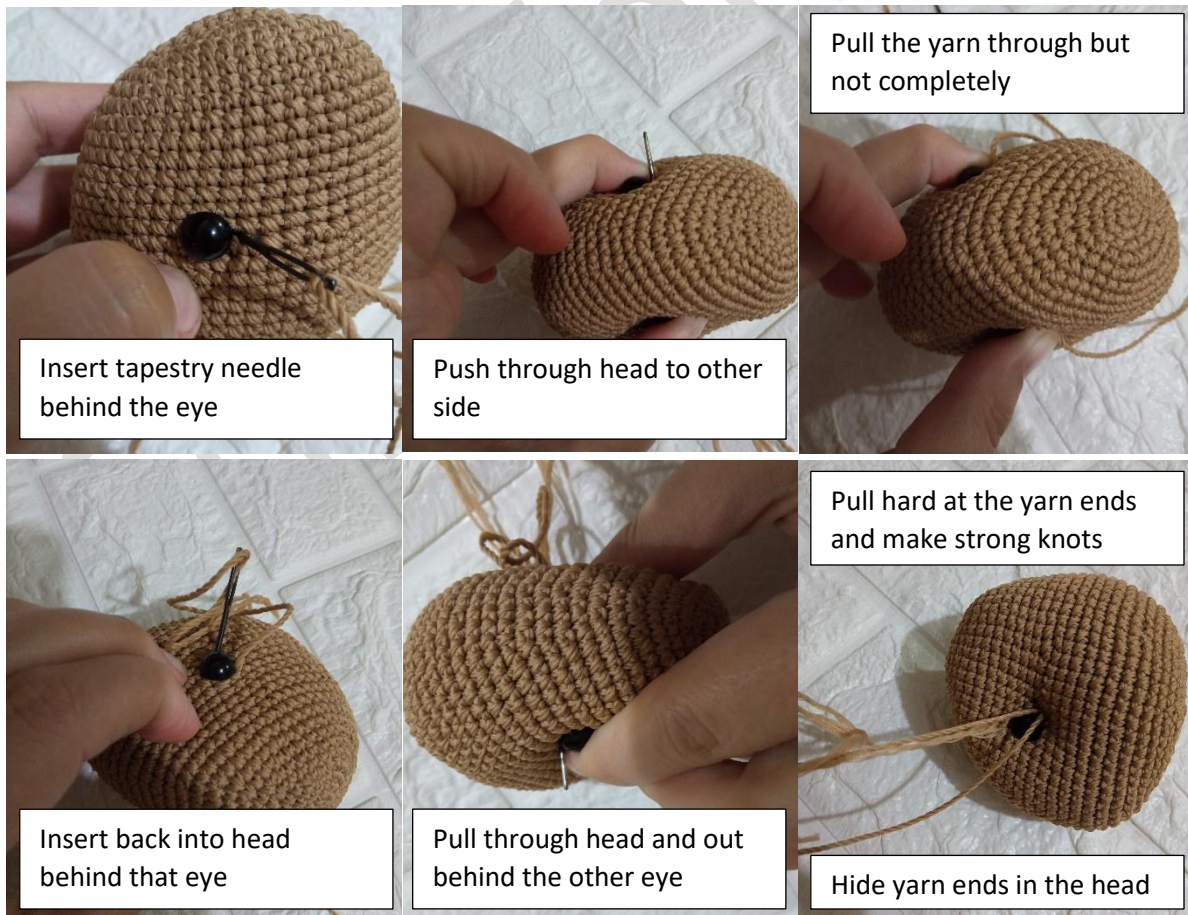 Insert tapestry needle
behind the eye
Push through head to other
side
Pull the yarn through but
not completely
Insert back into head
behind that eye
Pull through head and out
behind the other eye
Pull hard at the yarn ends
and make strong knots
Hide yarn ends in the head